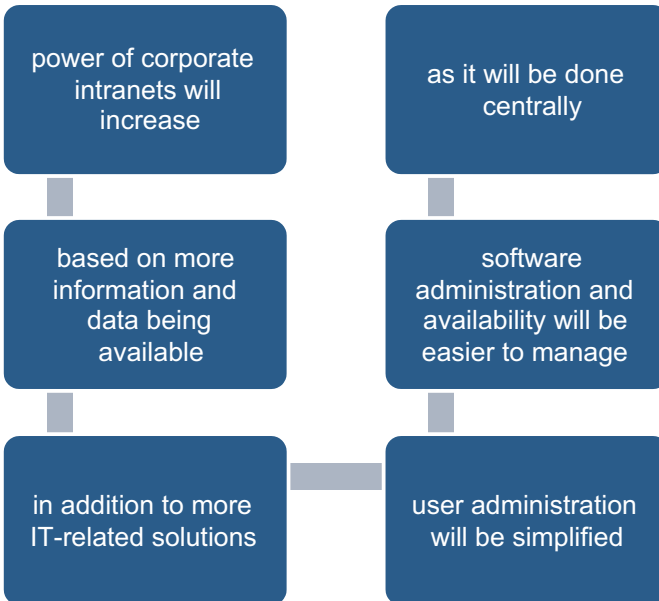 power of corporate
intranets will
increase
based on more
information and
data being
available
in addition to more
IT-related solutions
user administration
will be simplified
software
administration and
availability will be
easier to manage
as it will be done
centrally